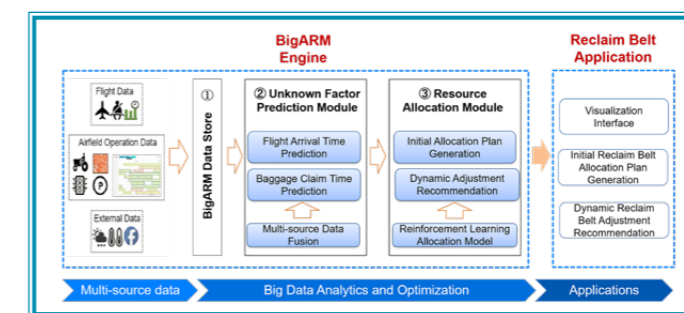 BigARM
Engine
Reclaim Belt
Application
Flight Data
Airfield Operation Data
P
External Data
①
BigARM Data Store
② Unknown Factor
Prediction Module
Flight Arrival Time
Prediction
Baggage Claim Time
Prediction
Multi-source Data
Fusion
③ Resource
Allocation Module
Initial Allocation Plan
Generation
Dynamic Adjustment
Recommendation
Reinforcement Learning
Allocation Model
Visualization
Interface
Initial Reclaim Belt
Allocation Plan
Generation
Dynamic Reclaim
Belt Adjustment
Recommendation
Multi-source data
Big Data Analytics and Optimization
Applications